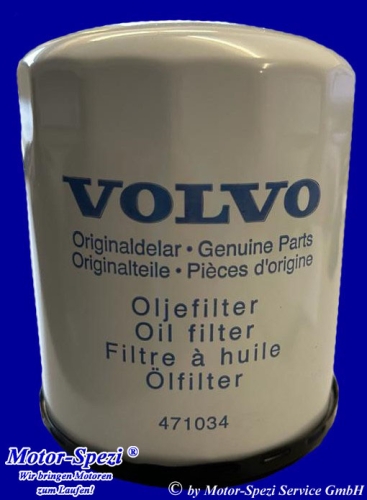 VOLVO
Originaldelar • Genuine Parts
Originalteile • Pièces d'origine
Oljefilter
Oil filter
Filtre à huile
Ölfilter
471034
Motor-Spezi ®
Wir bringen Motoren
zum Laufen!
© by Motor-Spezi Service GmbH